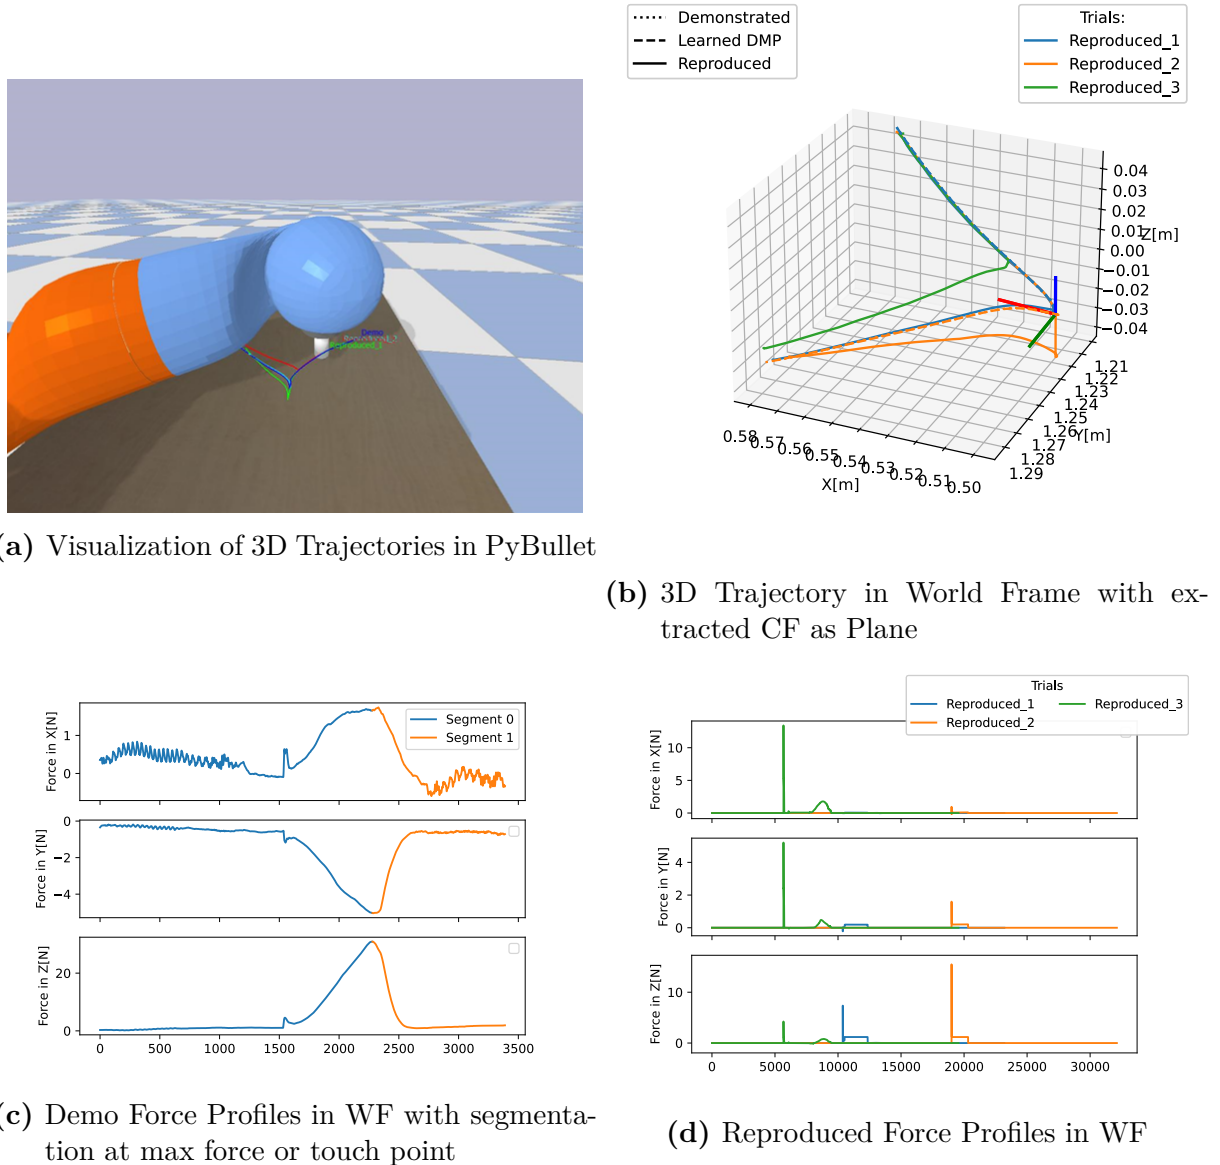 Demonstrated
Learned DMP
Reproduced
Trials:
Reproduced_1
Reproduced_2
Reproduced_3
Demo
Reproduced_1
0.04
0.03
0.02
0.01
Z[m]
0.00
−0.01
−0.02
−0.03
−0.04
1.21
1.22
1.23
1.24
1.25
1.26
Y[m]
1.27
1.28
1.29
0.58
0.57
0.56
0.55
0.54
0.53
0.52
0.51
0.50
X[m]
(a) Visualization of 3D Trajectories in PyBullet
(b) 3D Trajectory in World Frame with ex-
tracted CF as Plane
Force in X[N]
1
0
Segment 0
Segment 1
Force in Y[N]
0
−2
−4
Force in Z[N]
20
0
0 500 1000 1500 2000 2500 3000 3500
Trials
Reproduced_1
Reproduced_2
Reproduced_3
Force in X[N]
10
5
0
Force in Y[N]
4
2
0
Force in Z[N]
10
0
0 5000 10000 15000 20000 25000 30000
(c) Demo Force Profiles in WF with segmenta-
tion at max force or touch point
(d) Reproduced Force Profiles in WF